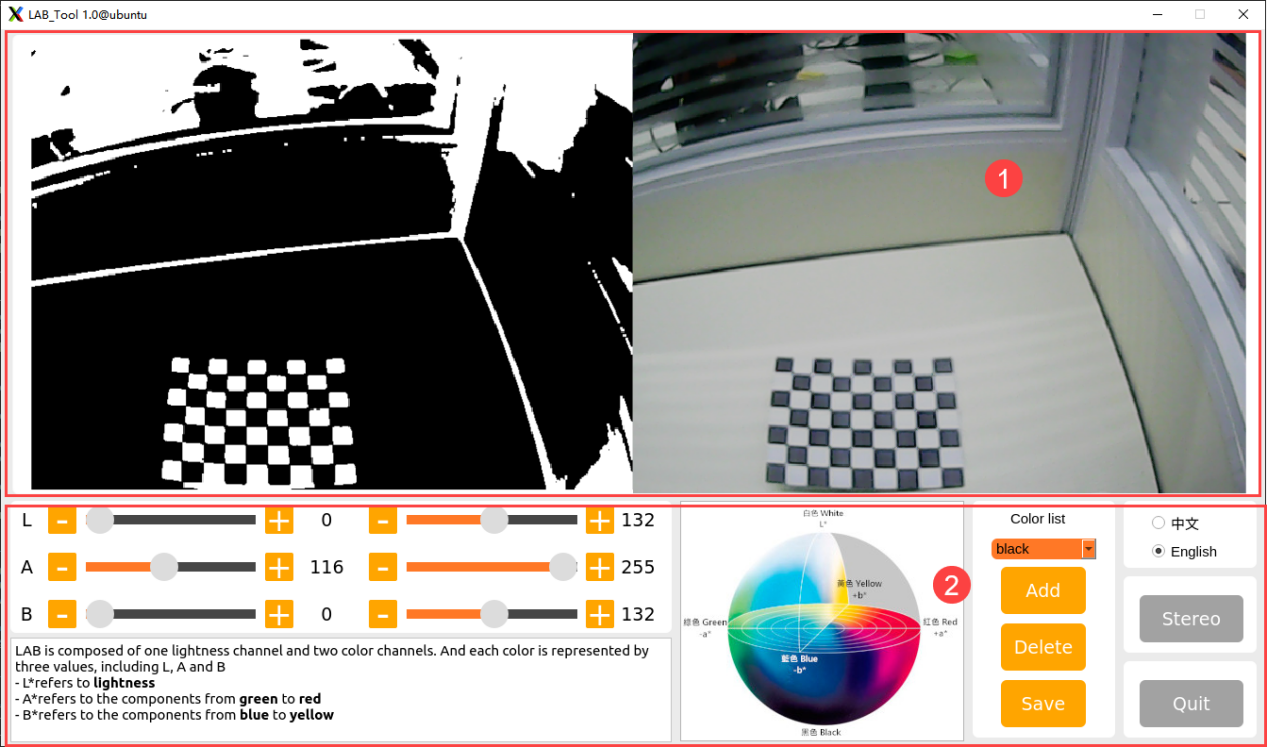 LAB_Tool 1.0@ubuntu
1
L - + 0 - + 132
A - + 116 - + 255
B - + 0 - + 132
LAB is composed of one lightness channel and two color channels. And each color is represented by
three values, including L, A and B
- L*refers to lightness
- A*refers to the components from green to red
- B*refers to the components from blue to yellow
白色 White
L*
黃色 Yellow
+b*
綠色 Green
-a*
红色 Red
+a*
藍色 Blue
-b*
黑色 Black
2
Color list
black
Add
Delete
Save
中文
English
Stereo
Quit